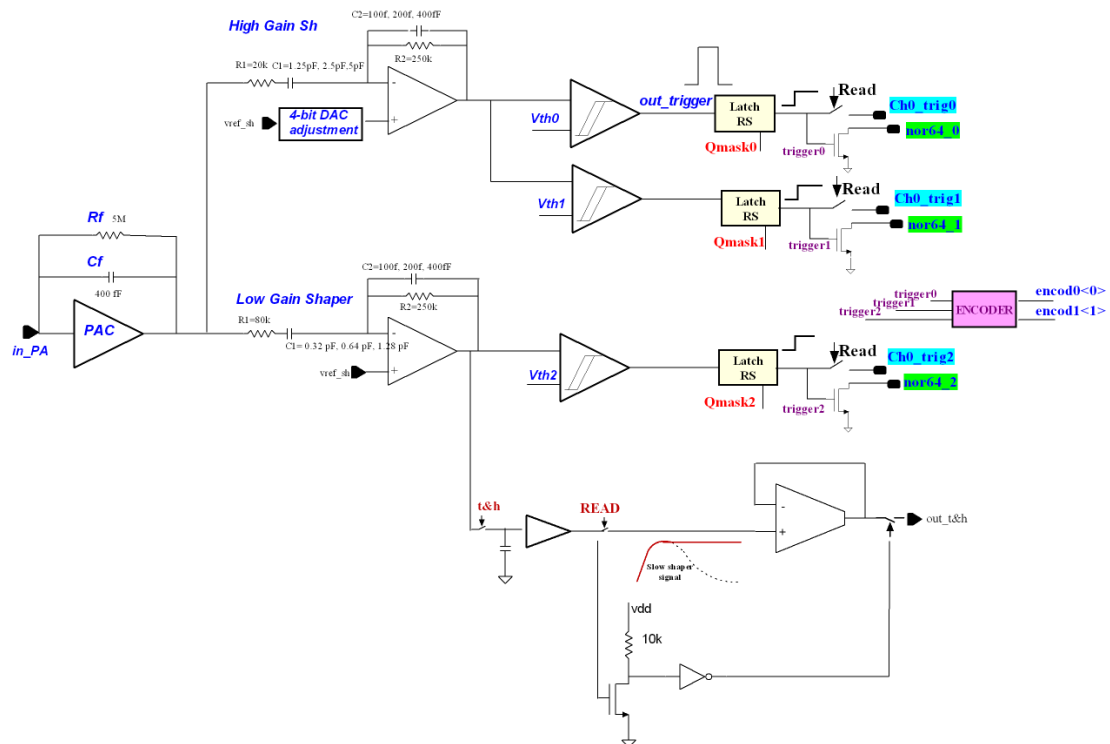 High Gain Sh
C2=100f, 200f, 400fF
R2=250k
R1=20k
C1=1.25pF, 2.5pF,5pF
vref_sh
4-bit DAC
adjustment
-
+
Vth0
out_trigger
Latch
RS
Qmask0
Read
Ch0_trig0
nor64_0
trigger0
Vth1
Latch
RS
Qmask1
Read
Ch0_trig1
nor64_1
trigger1
Rf 5M
Cf
400 fF
PAC
in_PA
Low Gain Shaper
C2=100f, 200f, 400fF
R2=250k
R1=80k
C1= 0.32 pF, 0.64 pF, 1.28 pF
vref_sh
-
+
Vth2
Latch
RS
Qmask2
Read
Ch0_trig2
nor64_2
trigger2
trigger0
trigger1
trigger2
ENCODER
encod0<0>
encod1<1>
t&h
READ
-
+
out_t&h
Slow shaper
signal
vdd
10k